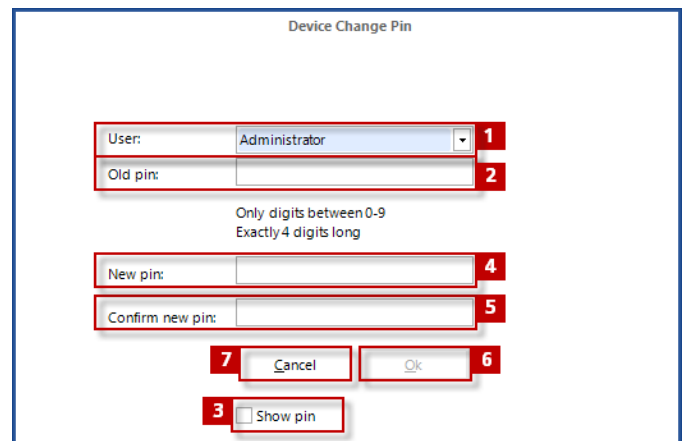 Device Change Pin
User: Administrator 1
Old pin: 2
Only digits between 0-9
Exactly 4 digits long
New pin: 4
Confirm new pin: 5
7 Cancel Ok 6
3 Show pin